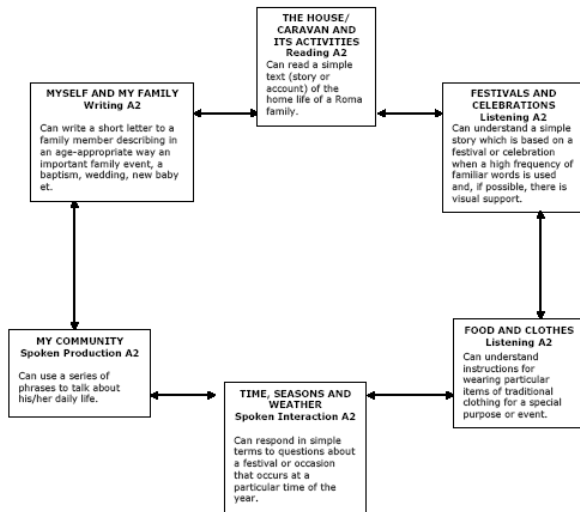 THE HOUSE/
CARAVAN AND
ITS ACTIVITIES
Reading A2
Can read a simple
text (story or
account) of the
home life of a Roma
family.
MYSELF AND MY FAMILY
Writing A2
Can write a short letter to a
family member describing in
an age-appropriate way an
important family event, a
baptism, wedding, new baby
et.
FESTIVALS AND
CELEBRATIONS
Listening A2
Can understand a simple
story which is based on a
festival or celebration
when a high frequency of
familiar words is used
and, if possible, there is
visual support.
MY COMMUNITY
Spoken Production A2
Can use a series of
phrases to talk about
his/her daily life.
TIME, SEASONS AND
WEATHER
Spoken Interaction A2
Can respond in simple
terms to questions about
a festival or occasion
that occurs at a
particular time of the
year.
FOOD AND CLOTHES
Listening A2
Can understand
instructions for
wearing particular
items of traditional
clothing for a special
purpose or event.